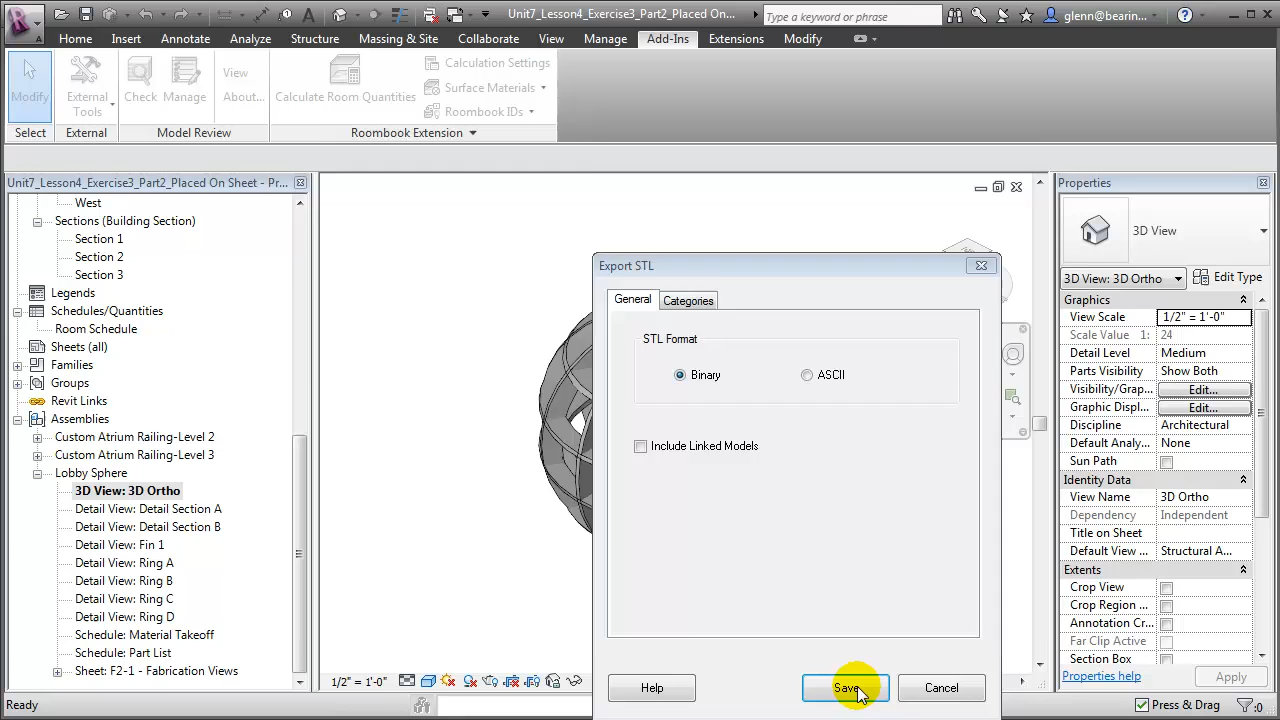 Unit7_Lesson4_Exercise3_Part2_Placed On...
Type a keyword or phrase
glenn@bearin...
Home Insert Annotate Analyze Structure Massing & Site Collaborate View Manage Add-Ins Extensions Modify
Modify
External Tools
Check
Manage
View
About...
Calculate Room Quantities
Calculation Settings
Surface Materials
Roombook IDs
Select External Model Review Roombook Extension
Unit7_Lesson4_Exercise3_Part2_Placed On Sheet - Pr...
West
Sections (Building Section)
Section 1
Section 2
Section 3
Legends
Schedules/Quantities
Room Schedule
Sheets (all)
Families
Groups
Revit Links
Assemblies
Custom Atrium Railing-Level 2
Custom Atrium Railing-Level 3
Lobby Sphere
3D View: 3D Ortho
Detail View: Detail Section A
Detail View: Detail Section B
Detail View: Fin 1
Detail View: Ring A
Detail View: Ring B
Detail View: Ring C
Detail View: Ring D
Schedule: Material Takeoff
Schedule: Part List
Sheet: F2-1 - Fabrication Views
Export STL
General Categories
STL Format
Binary ASCII
Include Linked Models
Help Save Cancel
1/2" = 1'-0"
Properties
3D View
3D View: 3D Ortho Edit Type
Graphics
View Scale 1/2" = 1'-0"
Scale Value 1: 24
Detail Level Medium
Parts Visibility Show Both
Visibility/Grap... Edit...
Graphic Displ... Edit...
Discipline Architectural
Default Analy... None
Sun Path
Identity Data
View Name 3D Ortho
Dependency Independent
Title on Sheet
Default View ... Structural A...
Extents
Crop View
Crop Region ...
Annotation Cr...
Far Clip Active
Section Box
Properties help Apply
Ready
Press & Drag :0